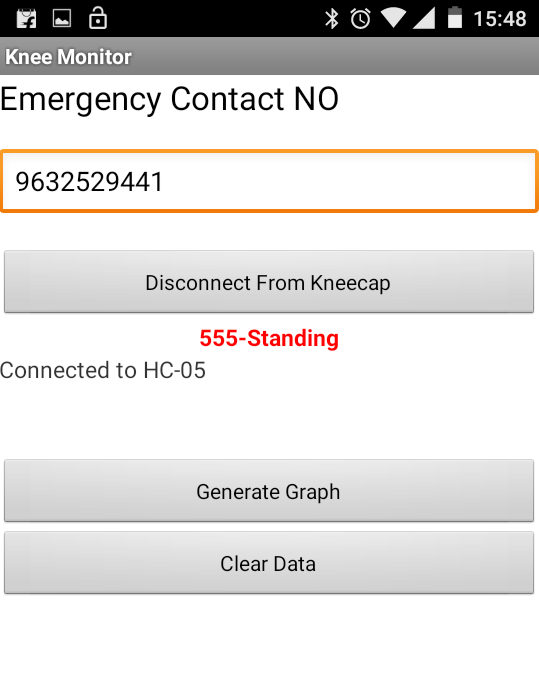 15:48
Knee Monitor
Emergency Contact NO
9632529441
Disconnect From Kneecap
555-Standing
Connected to HC-05
Generate Graph
Clear Data